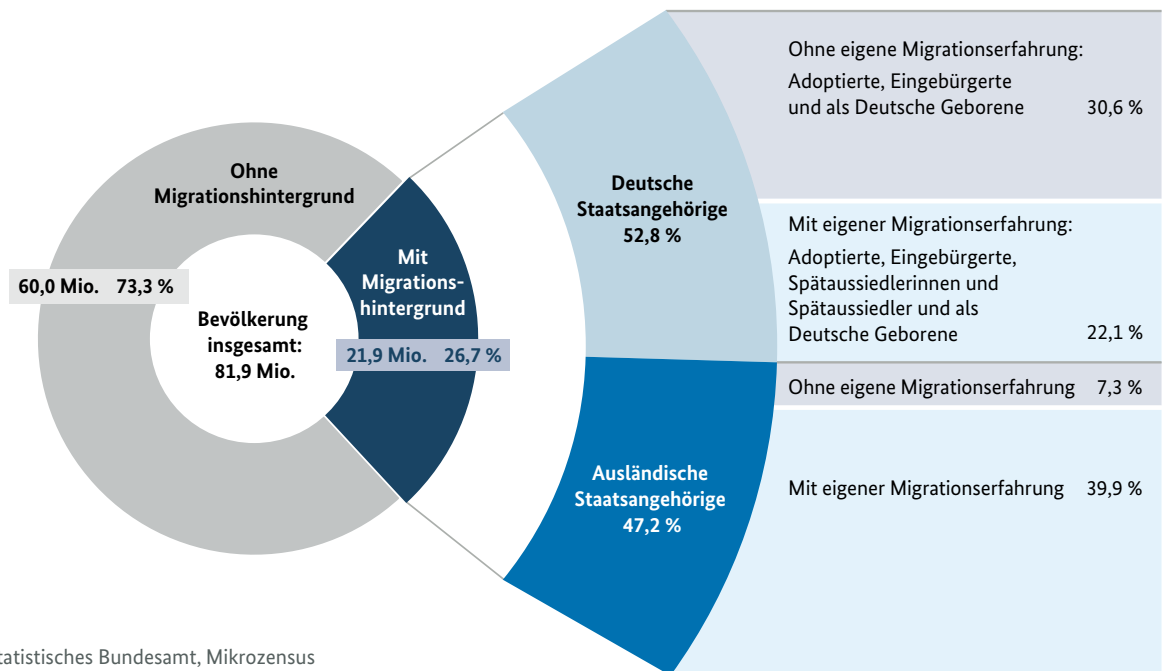 Ohne
Migrationshintergrund
60,0 Mio. 73,3 %
Bevölkerung
insgesamt:
81,9 Mio.
Mit
Migrations-
hintergrund
21,9 Mio. 26,7 %
Deutsche
Staatsangehörige
52,8 %
Ausländische
Staatsangehörige
47,2 %
Ohne eigene Migrationserfahrung:
Adoptierte, Eingebürgerte
und als Deutsche Geborene 30,6 %
Mit eigener Migrationserfahrung:
Adoptierte, Eingebürgerte,
Spätaussiedlerinnen und
Spätaussiedler und als
Deutsche Geborene 22,1 %
Ohne eigene Migrationserfahrung 7,3 %
Mit eigener Migrationserfahrung 39,9 %
tatistisches Bundesamt, Mikrozensus